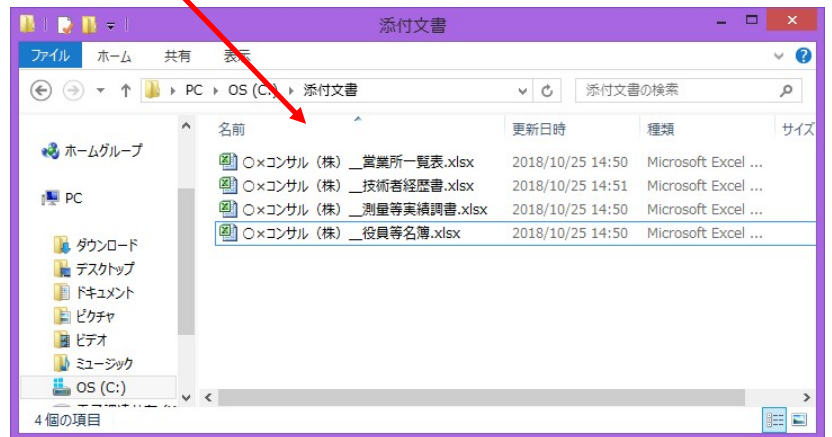 添付文書
ファイル ホーム 共有 表示
PC OS (C:) 添付文書 添付文書の検索
名前 更新日時 種類 サイズ
ホームグループ
○×コンサル（株）__営業所一覧表.xlsx 2018/10/25 14:50 Microsoft Excel ...
○×コンサル（株）__技術者経歴書.xlsx 2018/10/25 14:51 Microsoft Excel ...
PC
○×コンサル（株）__測量等実績調書.xlsx 2018/10/25 14:50 Microsoft Excel ...
○×コンサル（株）__役員等名簿.xlsx 2018/10/25 14:50 Microsoft Excel ...
ダウンロード
デスクトップ
ドキュメント
ピクチャ
ビデオ
ミュージック
OS (C:)
4 個の項目